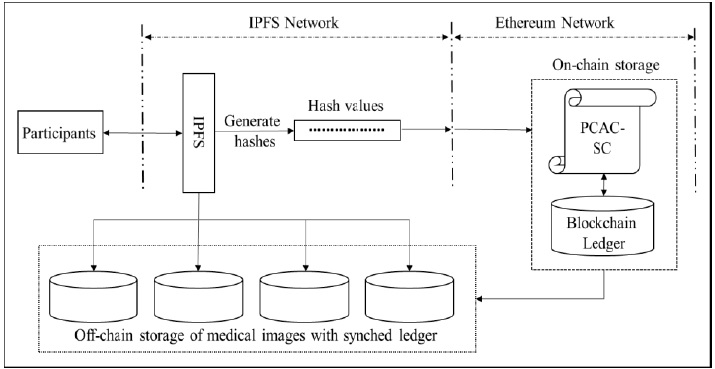 IPFS Network
Ethereum Network
On-chain storage
Participants
IPFS
Generate
hashes
Hash values
PCAC-
SC
Blockchain
Ledger
Off-chain storage of medical images with synched ledger